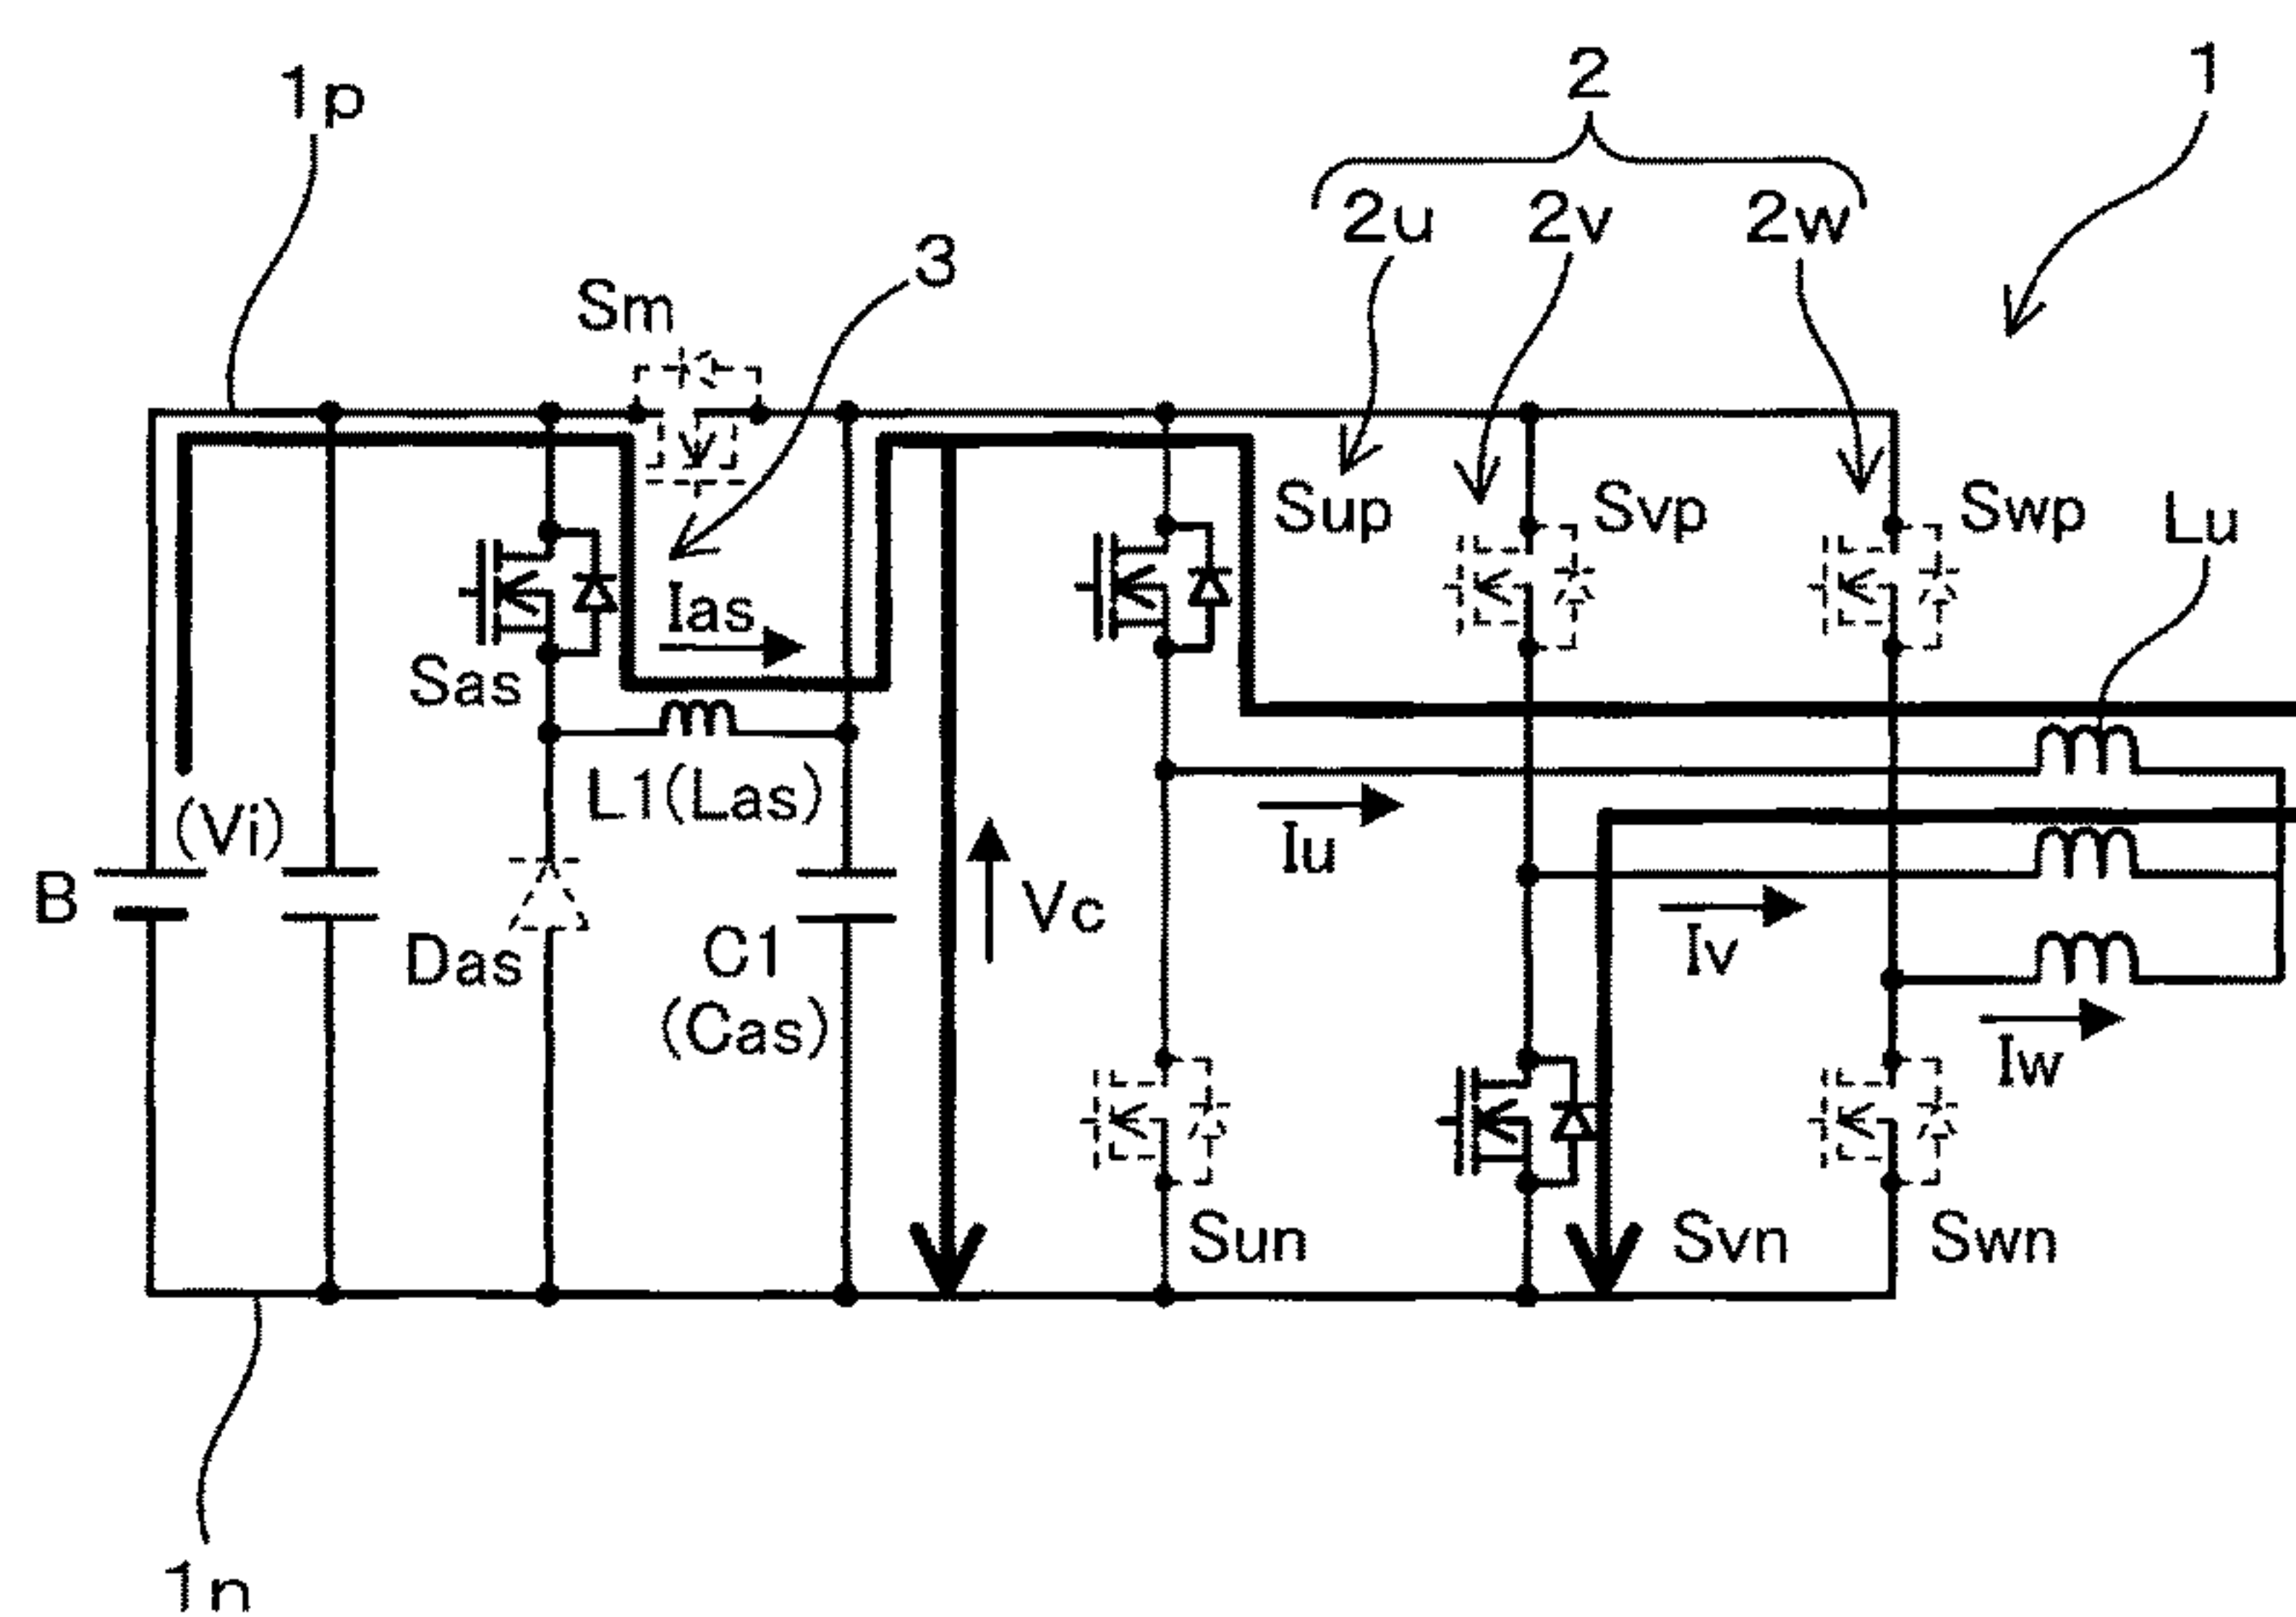 1p
2
1
2u 2v 2w
3
Sm
Sup Svp Swp Lu
Ias
Sas
L1(Las)
(Vi)
Iu
B
Vc
Das
C1
(Cas)
Iv
Iw
Sun Svn Swn
1n